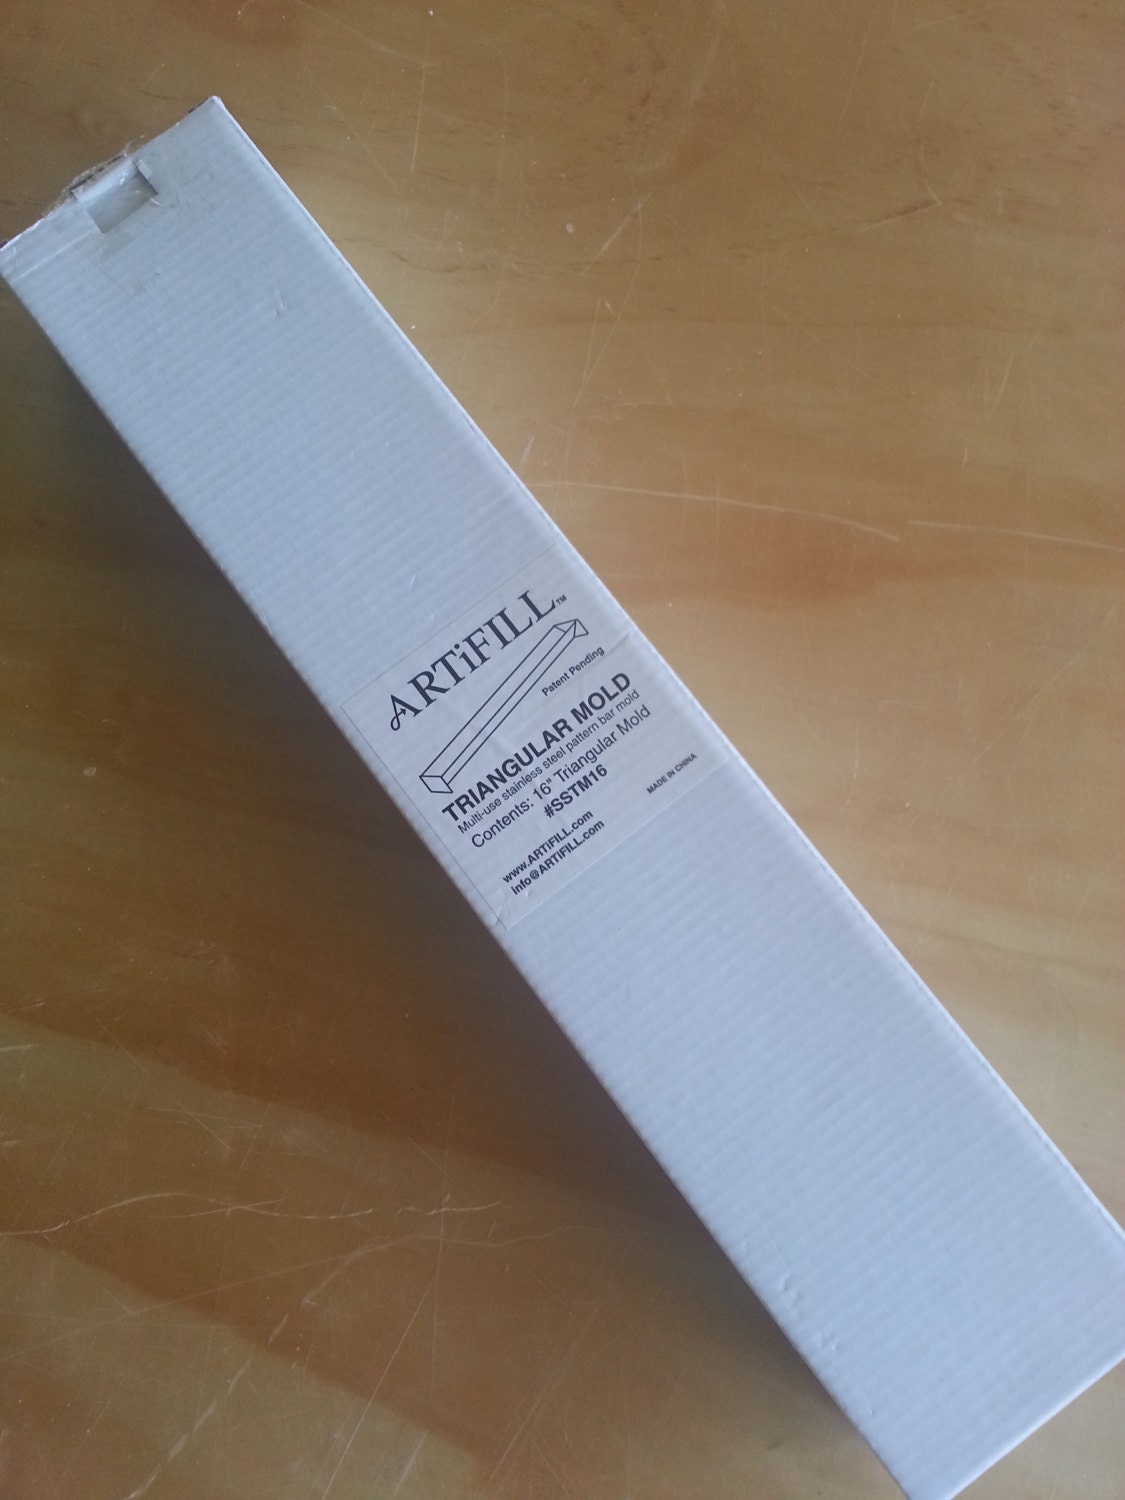 ARTiFILL™
Patent Pending
TRIANGULAR MOLD
Multi-use stainless steel pattern bar mold
Contents: 16" Triangular Mold
#SSTM16
MADE IN CHINA
www.ARTiFILL.com
info@ARTiFILL.com